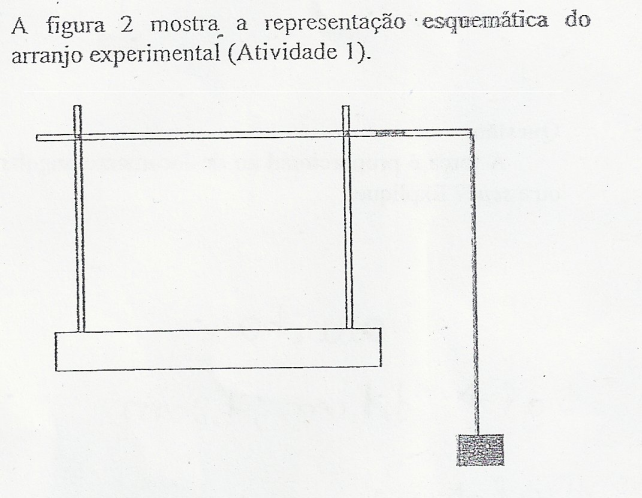 A figura 2 mostra a representação esquemática do
arranjo experimental (Atividade 1).